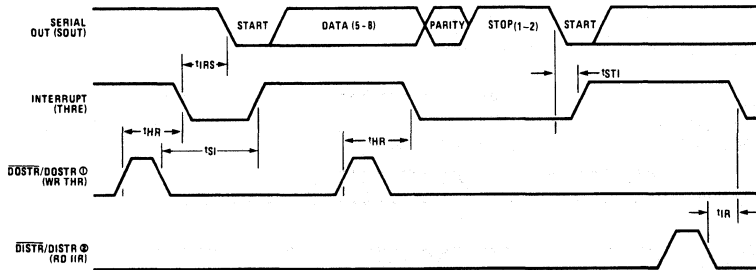 SERIAL
OUT (SOUT)
START
DATA (5-8)
PARITY
STOP(1-2)
START
tIRS
tSTI
INTERRUPT
(THRE)
tHR
tSI
tHR
DOSTR/DOSTR ①
(WR THR)
tIR
DISTR/DISTR ②
(RD IIR)